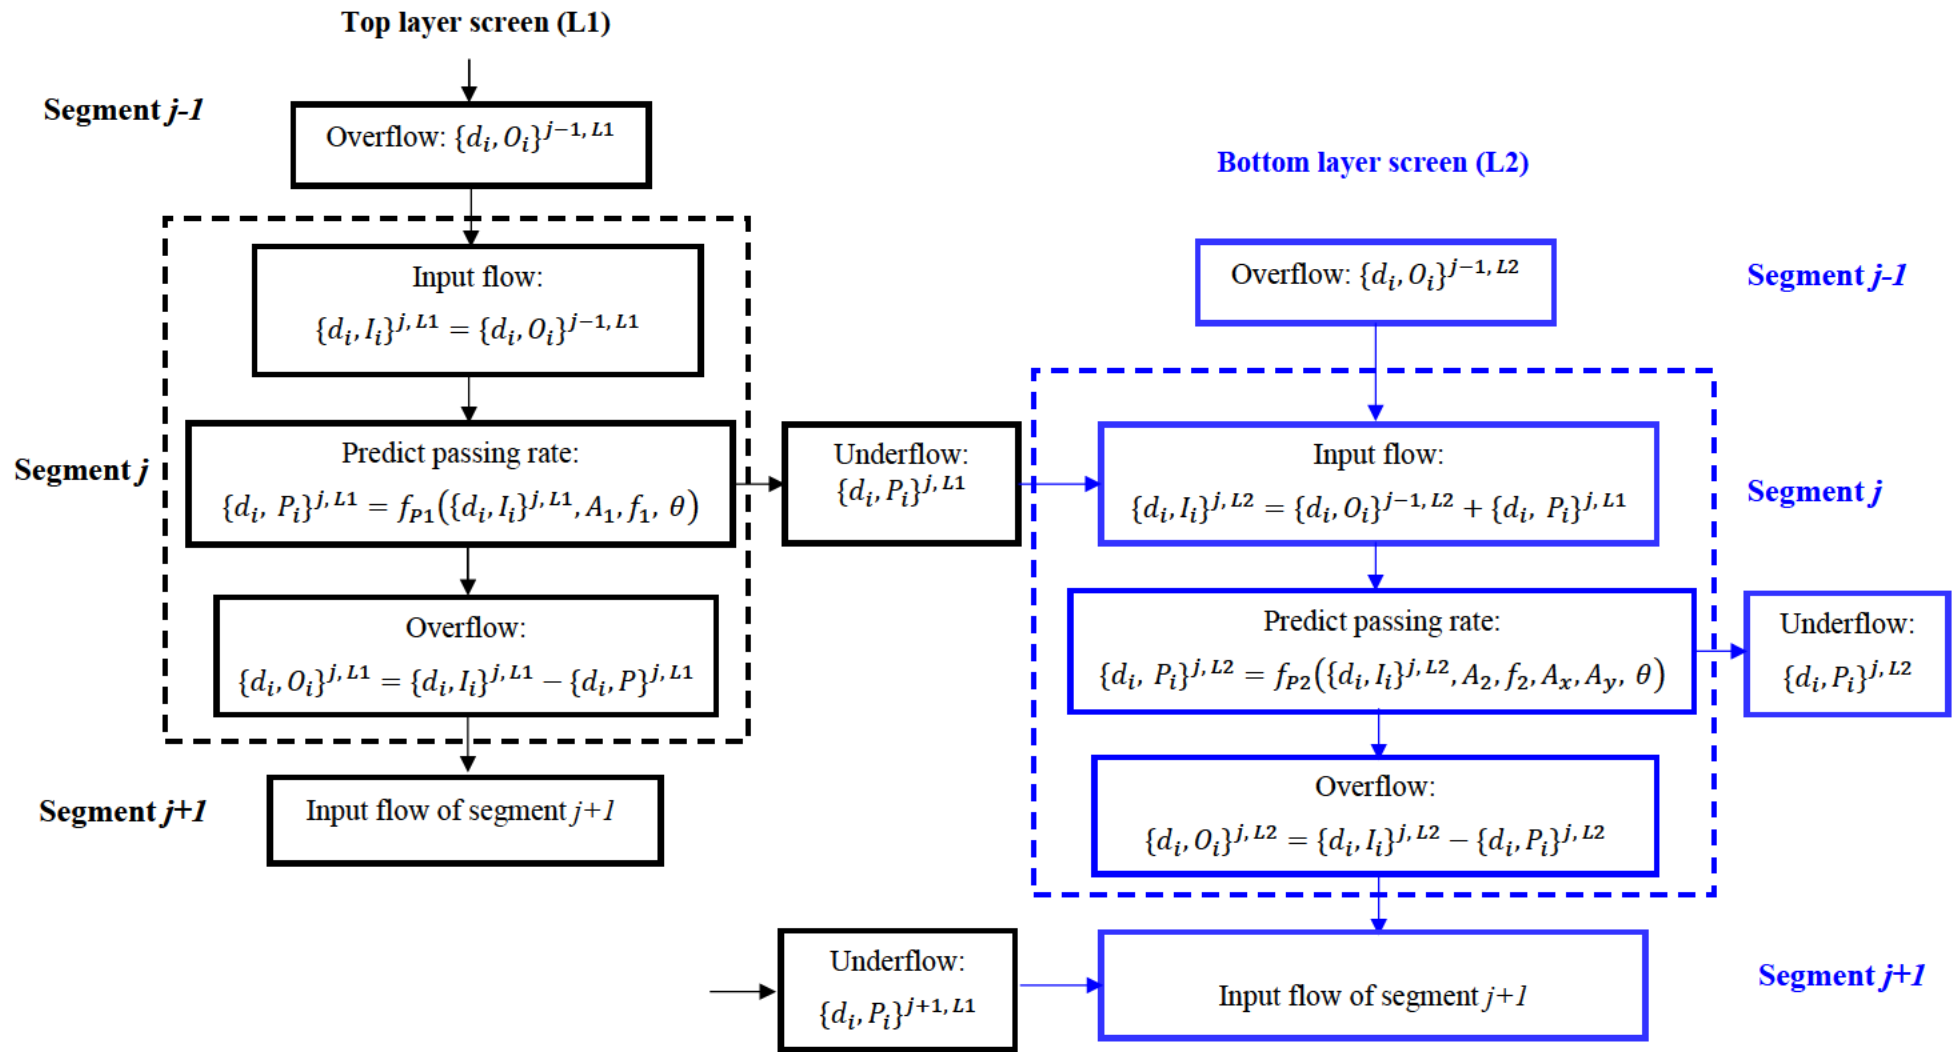 Top layer screen (L1)
Segment j-1
Overflow: {d_i, O_i}^{j−1, L1}
Input flow:
{d_i, I_i}^{j, L1} = {d_i, O_i}^{j−1, L1}
Segment j
Predict passing rate:
{d_i, P_i}^{j, L1} = f_{P1}({d_i, I_i}^{j, L1}, A_1, f_1, θ)
Underflow:
{d_i, P_i}^{j, L1}
Overflow:
{d_i, O_i}^{j, L1} = {d_i, I_i}^{j, L1} − {d_i, P}^{j, L1}
Segment j+1
Input flow of segment j+1
Bottom layer screen (L2)
Overflow: {d_i, O_i}^{j−1, L2}
Segment j-1
Input flow:
{d_i, I_i}^{j, L2} = {d_i, O_i}^{j−1, L2} + {d_i, P_i}^{j, L1}
Segment j
Predict passing rate:
{d_i, P_i}^{j, L2} = f_{P2}({d_i, I_i}^{j, L2}, A_2, f_2, A_x, A_y, θ)
Underflow:
{d_i, P_i}^{j, L2}
Overflow:
{d_i, O_i}^{j, L2} = {d_i, I_i}^{j, L2} − {d_i, P_i}^{j, L2}
Underflow:
{d_i, P_i}^{j+1, L1}
Input flow of segment j+1
Segment j+1